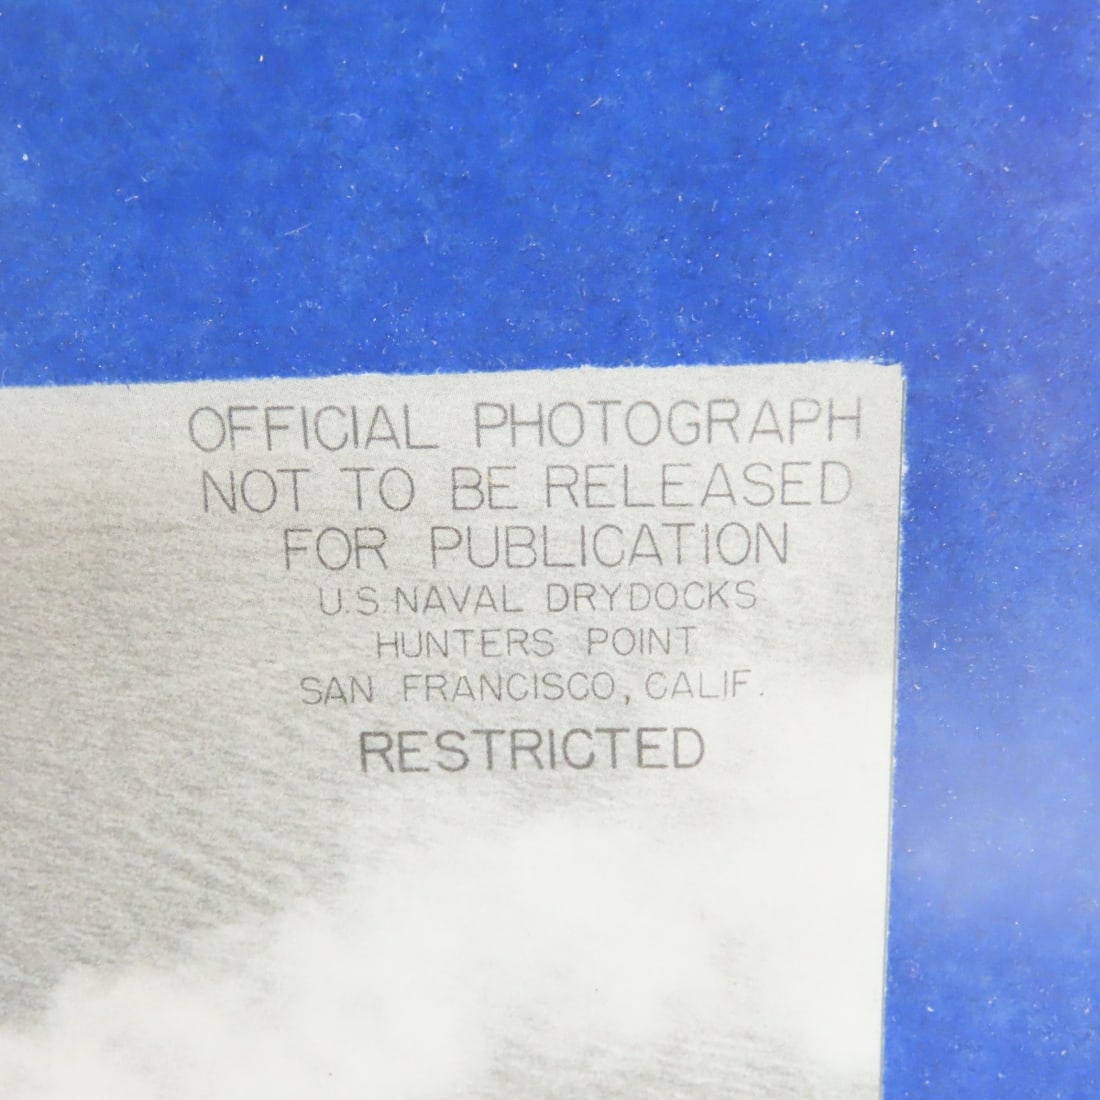 OFFICIAL PHOTOGRAPH
NOT TO BE RELEASED
FOR PUBLICATION
U.S. NAVAL DRYDOCKS
HUNTERS POINT
SAN FRANCISCO, CALIF.
RESTRICTED